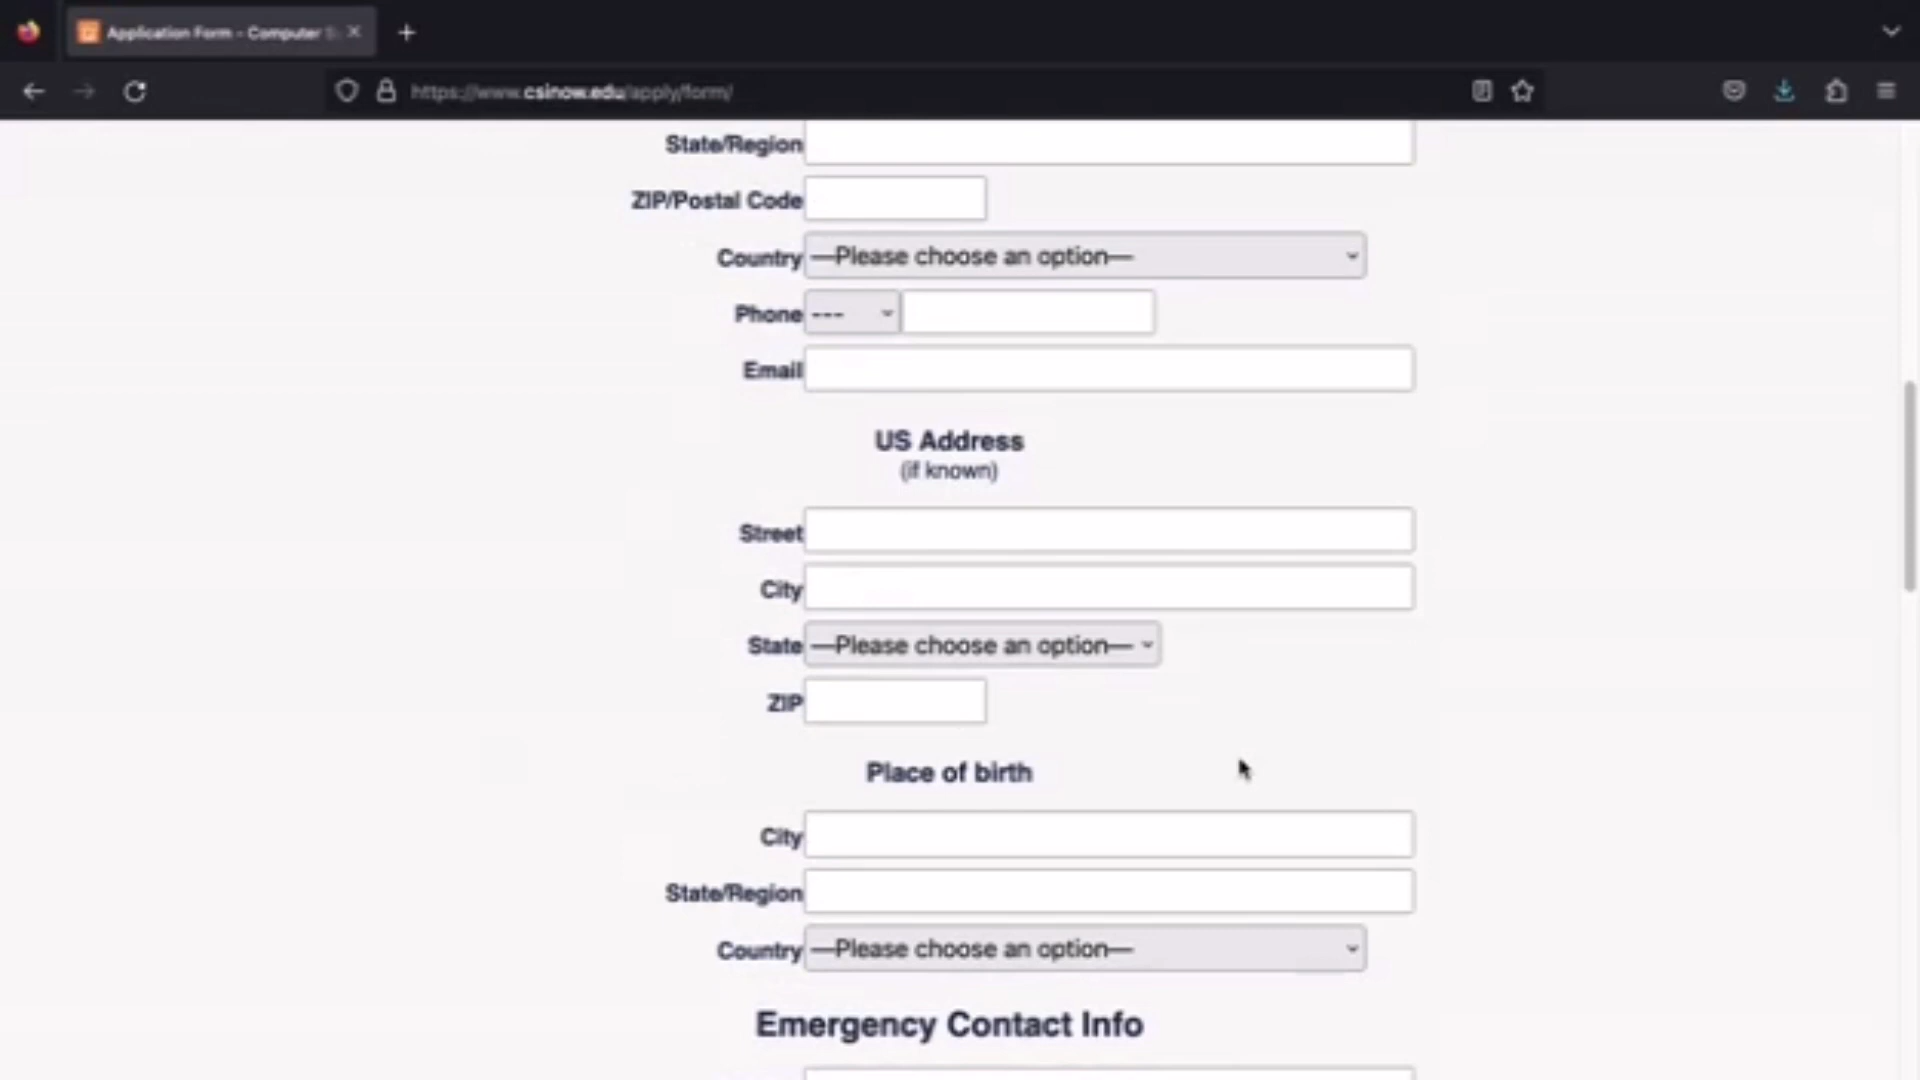 Application Form - Computer S
https://www.csinow.edu/apply/form/
State/Region
ZIP/Postal Code
Country —Please choose an option—
Phone ---
Email
US Address
(if known)
Street
City
State —Please choose an option—
ZIP
Place of birth
City
State/Region
Country —Please choose an option—
Emergency Contact Info